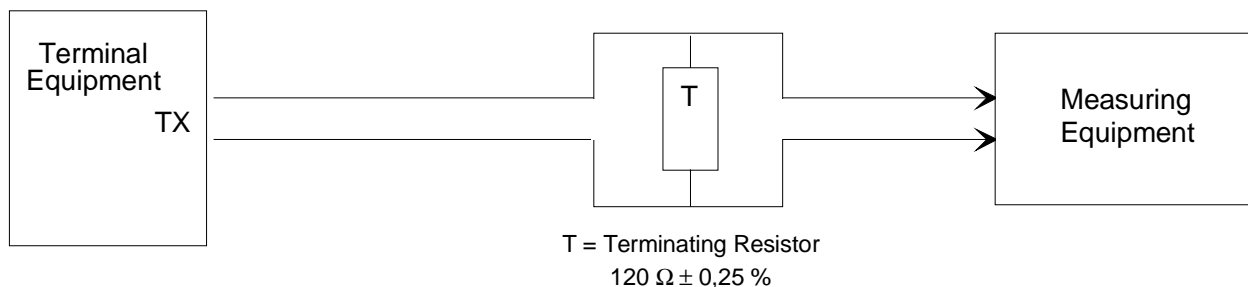 Terminal
Equipment
TX
T
Measuring
Equipment
T = Terminating Resistor
120 Ω ± 0,25 %